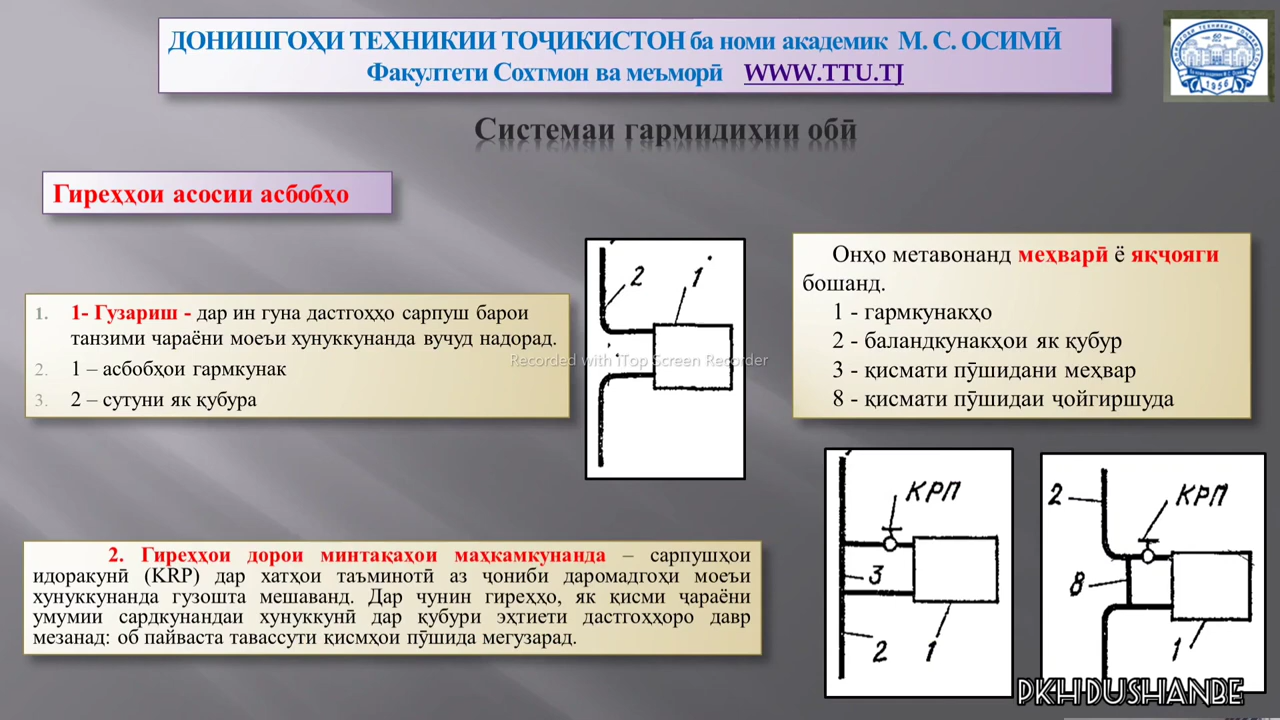 ДОНИШГОҲИ ТЕХНИКИИ ТОҶИКИСТОН ба номи академик М. С. ОСИМӢ
Факултети Сохтмон ва меъморӣ WWW.TTU.TJ
1956
Системаи гармидихии обӣ
Гиреҳҳои асосии асбобҳо
1. 1- Гузариш - дар ин гуна дастгоҳҳо сарпуш барои
танзими чараёни моеъи хунуккунанда вучуд надорад.
2. 1 – асбобҳои гармкунак
3. 2 – сутуни як қубура
2 1
Recorded with iTop Screen Recorder
Онҳо метавонанд меҳварӣ ё якҷояги
бошанд.
1 - гармкунакҳо
2 - баландкунакҳои як қубур
3 - қисмати пӯшидани меҳвар
8 - қисмати пӯшидаи ҷойгиршуда
2. Гиреҳҳои дорои минтақаҳои маҳкамкунанда – сарпушҳои
идоракунӣ (KRP) дар хатҳои таъминотӣ аз ҷониби даромадгоҳи моеъи
хунуккунанда гузошта мешаванд. Дар чунин гиреҳҳо, як қисми ҷараёни
умумии сардкунандаи хунуккунӣ дар қубури эҳтиети дастгоҳҳоро давр
мезанад: об пайваста тавассути қисмҳои пӯшида мегузарад.
КРП
3
2 1
2 КРП
8
1
PKH DUSHANBE